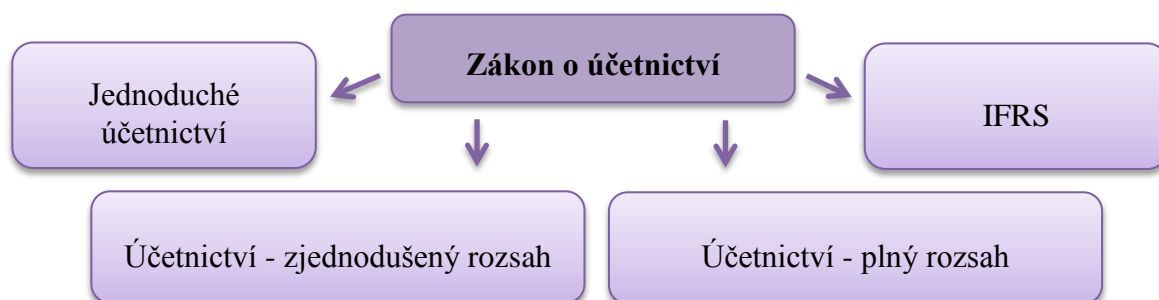 Zákon o účetnictví
Jednoduché
účetnictví
IFRS
Účetnictví - zjednodušený rozsah
Účetnictví - plný rozsah